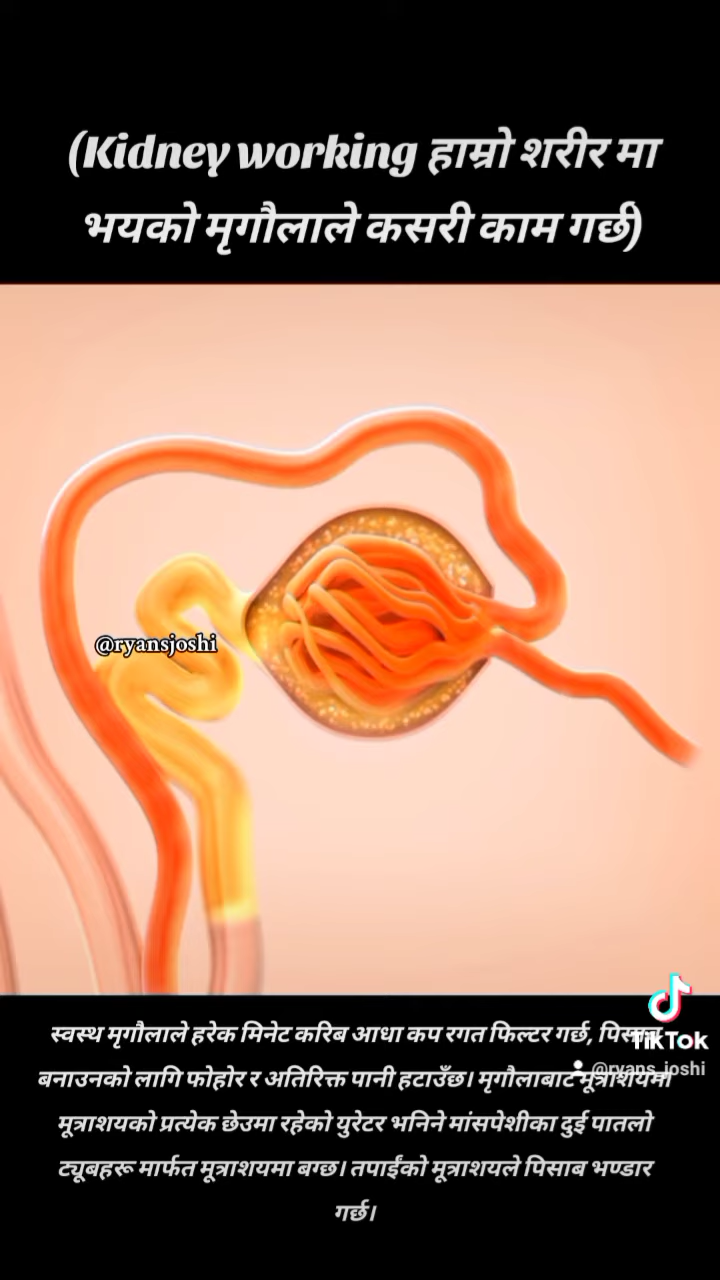 (Kidney working हाम्रो शरीर मा
भयको मृगौलाले कसरी काम गर्छ)
@ryansjoshi
स्वस्थ मृगौलाले हरेक मिनेट करिब आधा कप रगत फिल्टर गर्छ,
TikTok
बनाउनको लागि फोहोर र अतिरिक्त पानी हटाउँछ। मृगौलाबाट मूत्राशयमा
@ryans_joshi
मूत्राशयको प्रत्येक छेउमा रहेको युरेटर भनिने मांसपेशीका दुई पातलो
ट्यूबहरू मार्फत मूत्राशयमा बग्छ। तपाईंको मूत्राशयले पिसाब भण्डार
गर्छ।